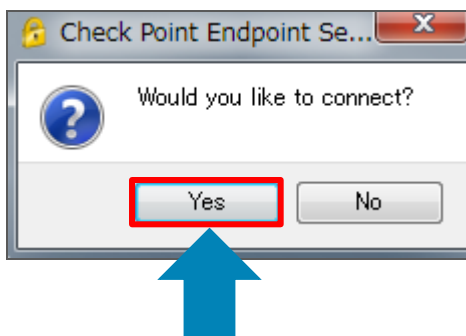 Check Point Endpoint Se...
Would you like to connect?
Yes
No